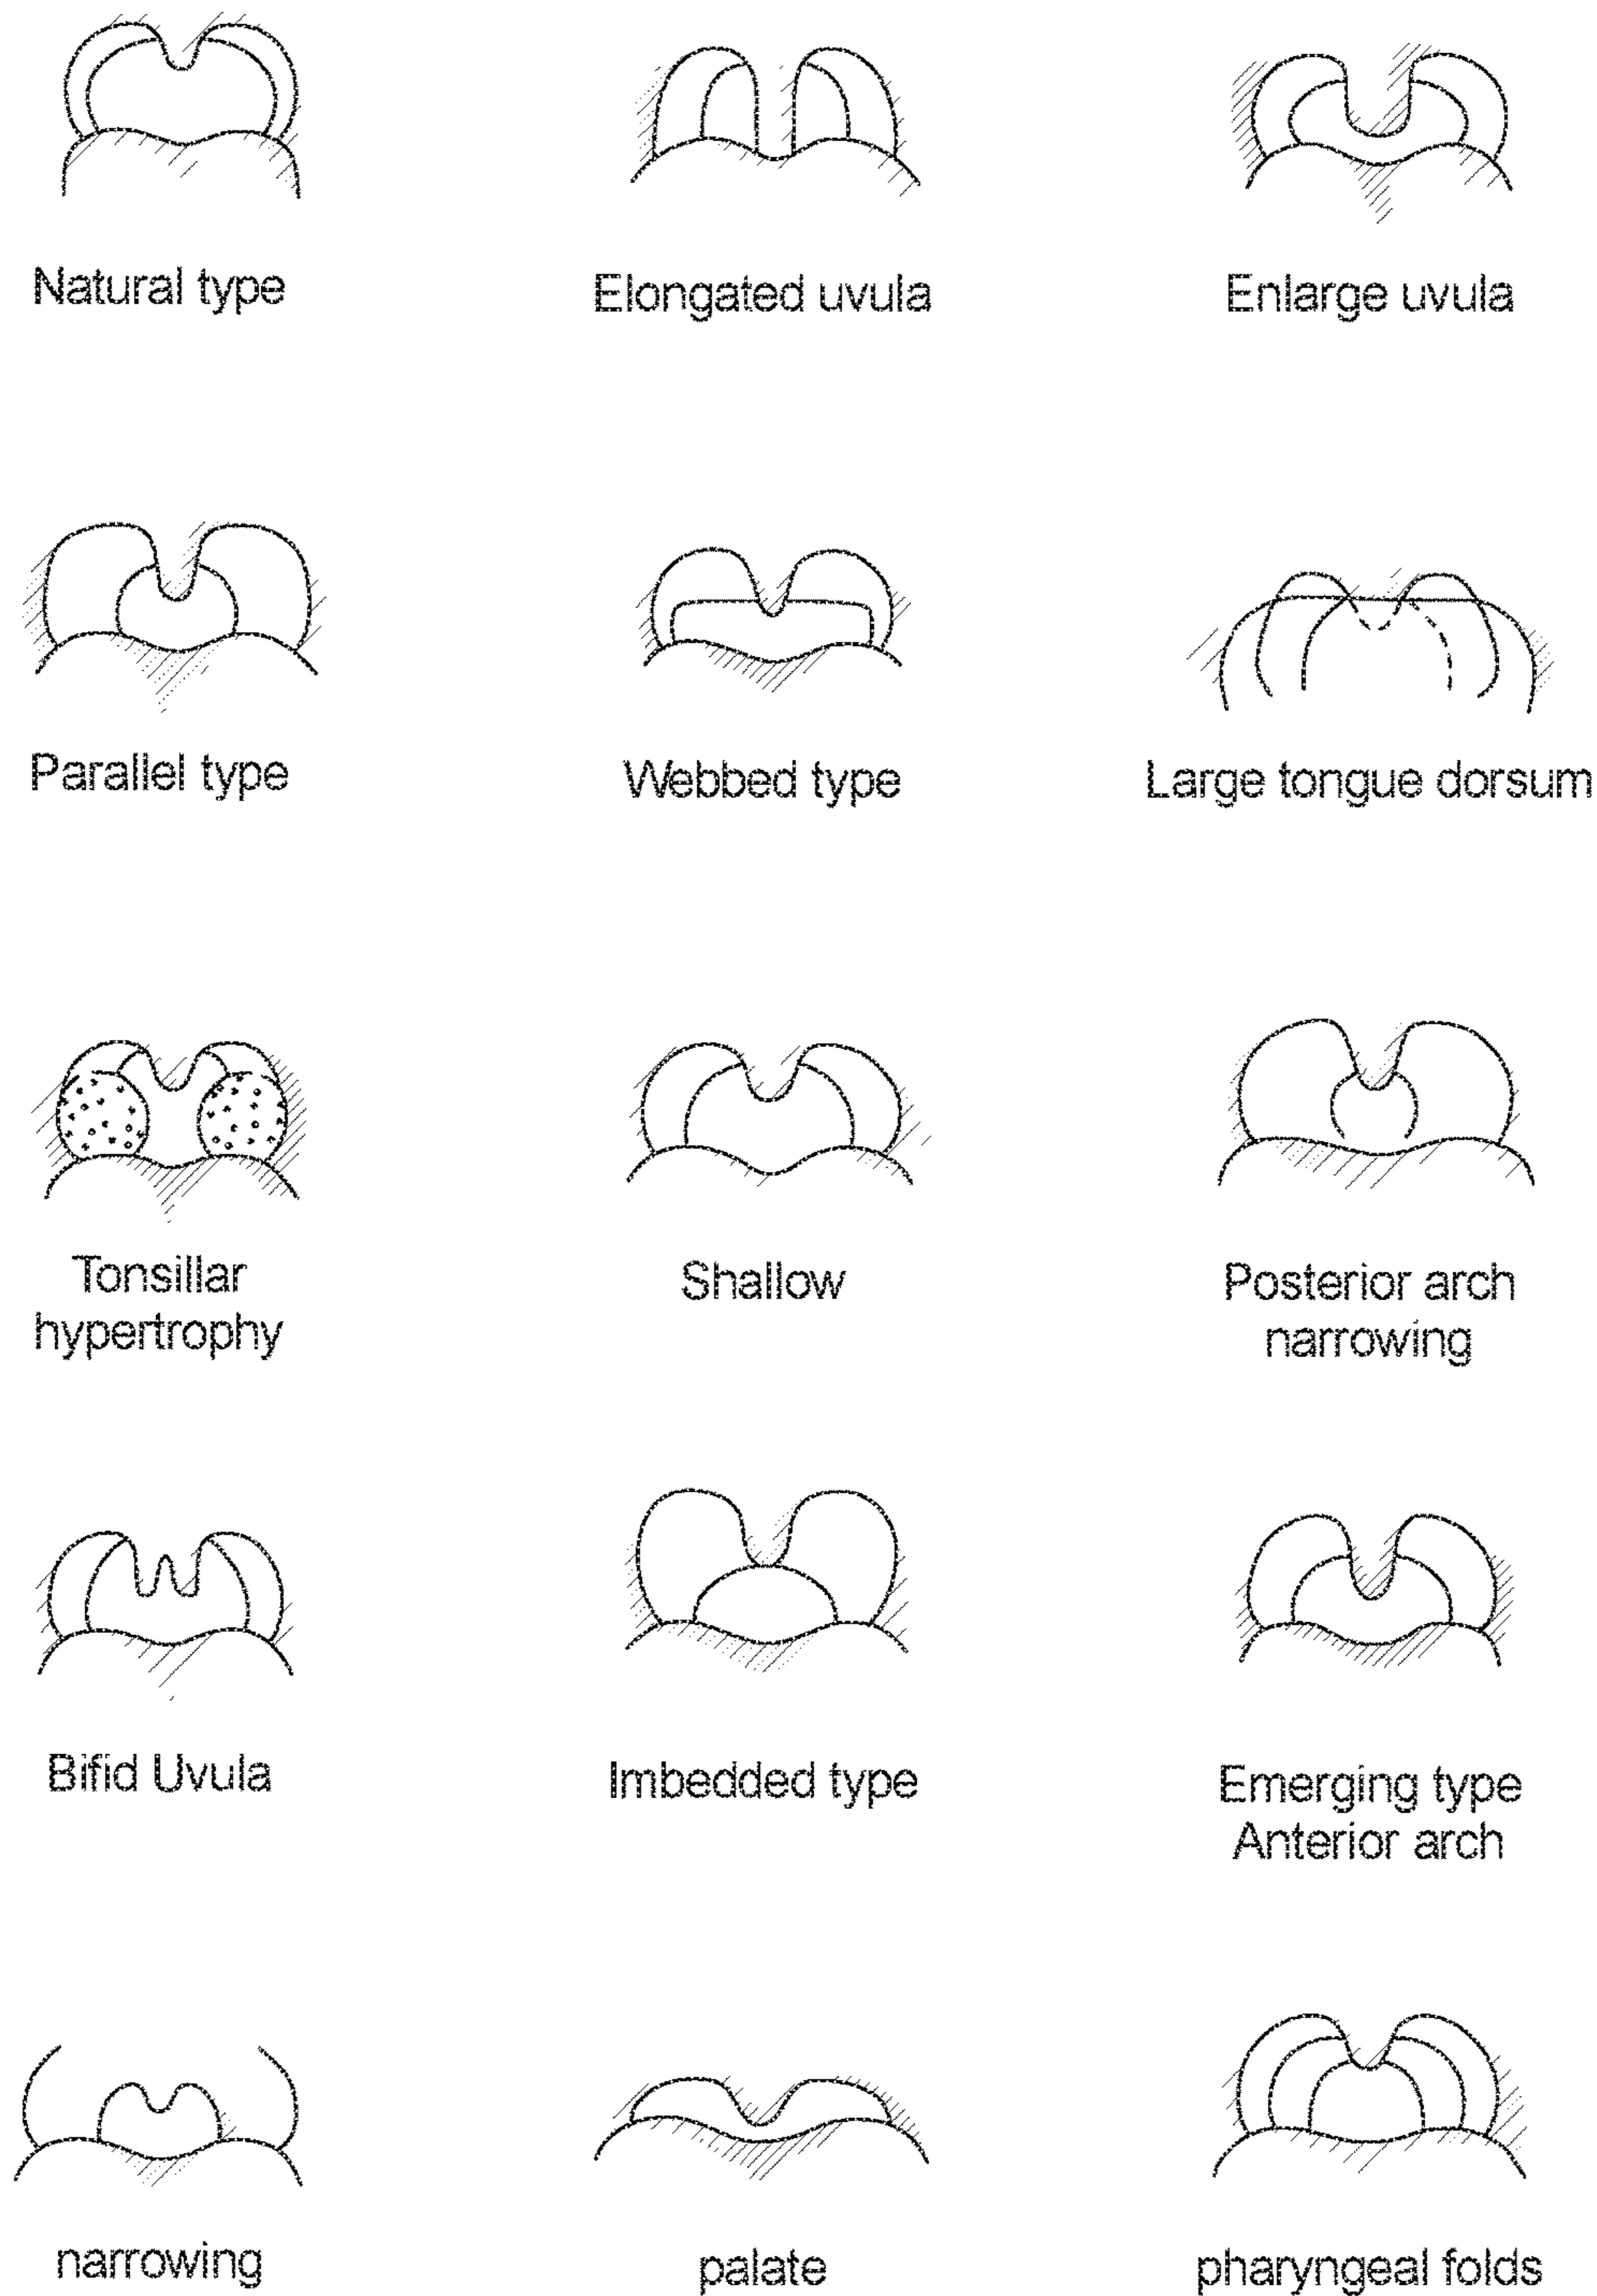 Natural type
Elongated uvula
Enlarge uvula
Parallel type
Webbed type
Large tongue dorsum
Tonsillar
hypertrophy
Shallow
Posterior arch
narrowing
Bifid Uvula
Imbedded type
Emerging type
Anterior arch
narrowing
palate
pharyngeal folds